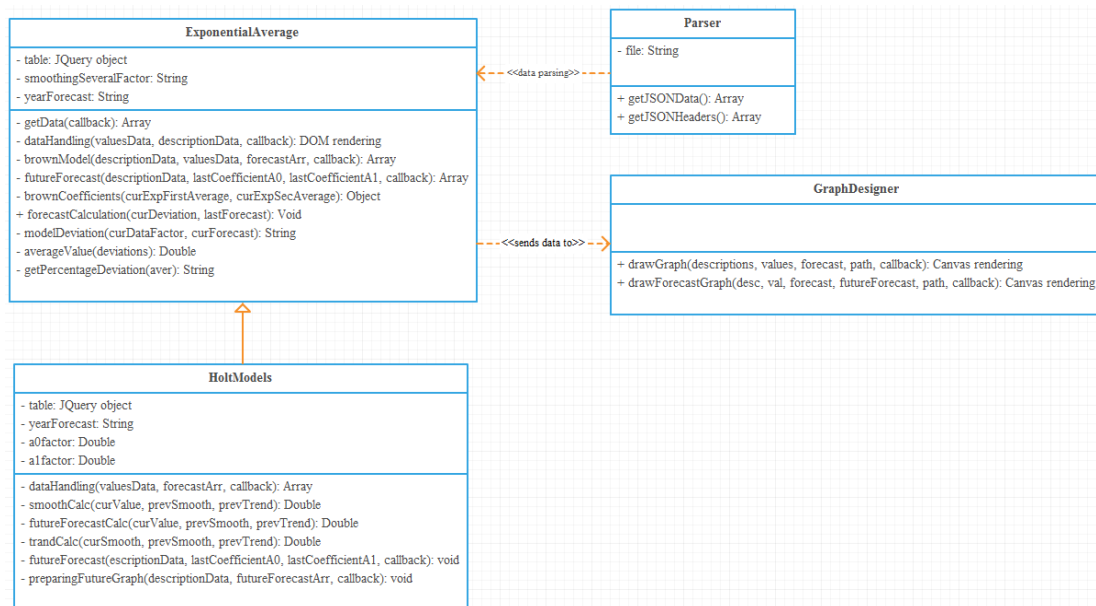 ExponentialAverage
- table: JQuery object
- smoothingSeveralFactor: String
- yearForecast: String
- getData(callback): Array
- dataHandling(valuesData, descriptionData, callback): DOM rendering
- brownModel(descriptionData, valuesData, forecastArr, callback): Array
- futureForecast(descriptionData, lastCoefficientA0, lastCoefficientA1, callback): Array
- brownCoefficients(curExpFirstAverage, curExpSecAverage): Object
+ forecastCalculation(curDeviation, lastForecast): Void
- modelDeviation(curDataFactor, curForecast): String
- averageValue(deviations): Double
- getPercentageDeviation(aver): String
<<data parsing>>
Parser
- file: String
+ getJSONData(): Array
+ getJSONHeaders(): Array
<<sends data to>>
GraphDesigner
+ drawGraph(descriptions, values, forecast, path, callback): Canvas rendering
+ drawForecastGraph(desc, val, forecast, futureForecast, path, callback): Canvas rendering
HoltModels
- table: JQuery object
- yearForecast: String
- a0factor: Double
- a1factor: Double
- dataHandling(valuesData, forecastArr, callback): Array
- smoothCalc(curValue, prevSmooth, prevTrend): Double
- futureForecastCalc(curValue, prevSmooth, prevTrend): Double
- trandCalc(curSmooth, prevSmooth, prevTrend): Double
- futureForecast(escriptionData, lastCoefficientA0, lastCoefficientA1, callback): void
- preparingFutureGraph(descriptionData, futureForecastArr, callback): void